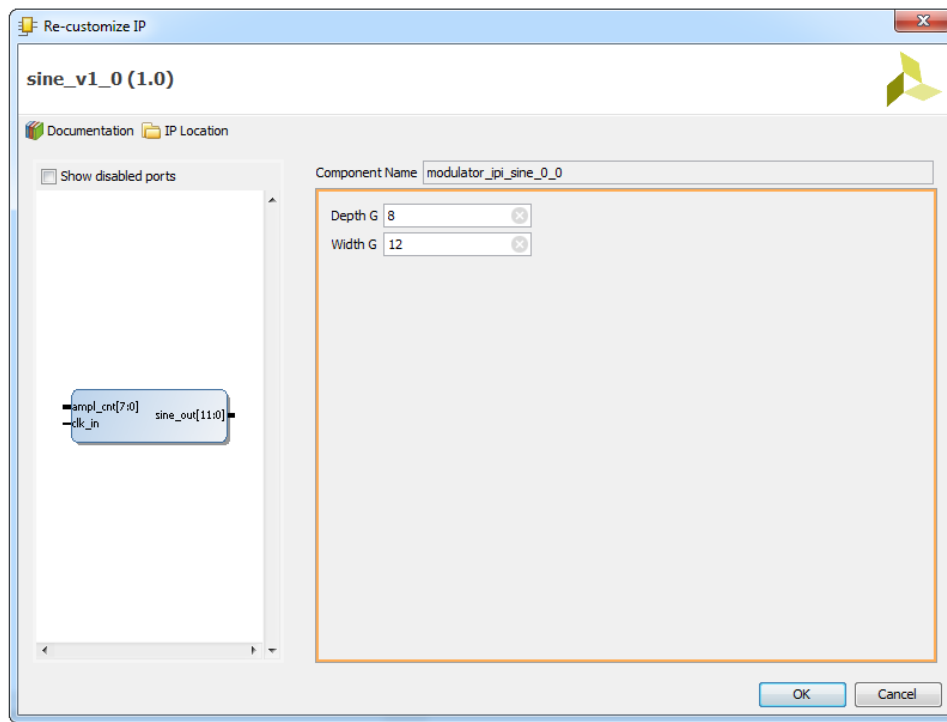 Re-customize IP
sine_v1_0 (1.0)
Documentation IP Location
Show disabled ports
Component Name modulator_ipi_sine_0_0
Depth G 8
Width G 12
ampl_cnt[7:0]
clk_in
sine_out[11:0]
OK Cancel